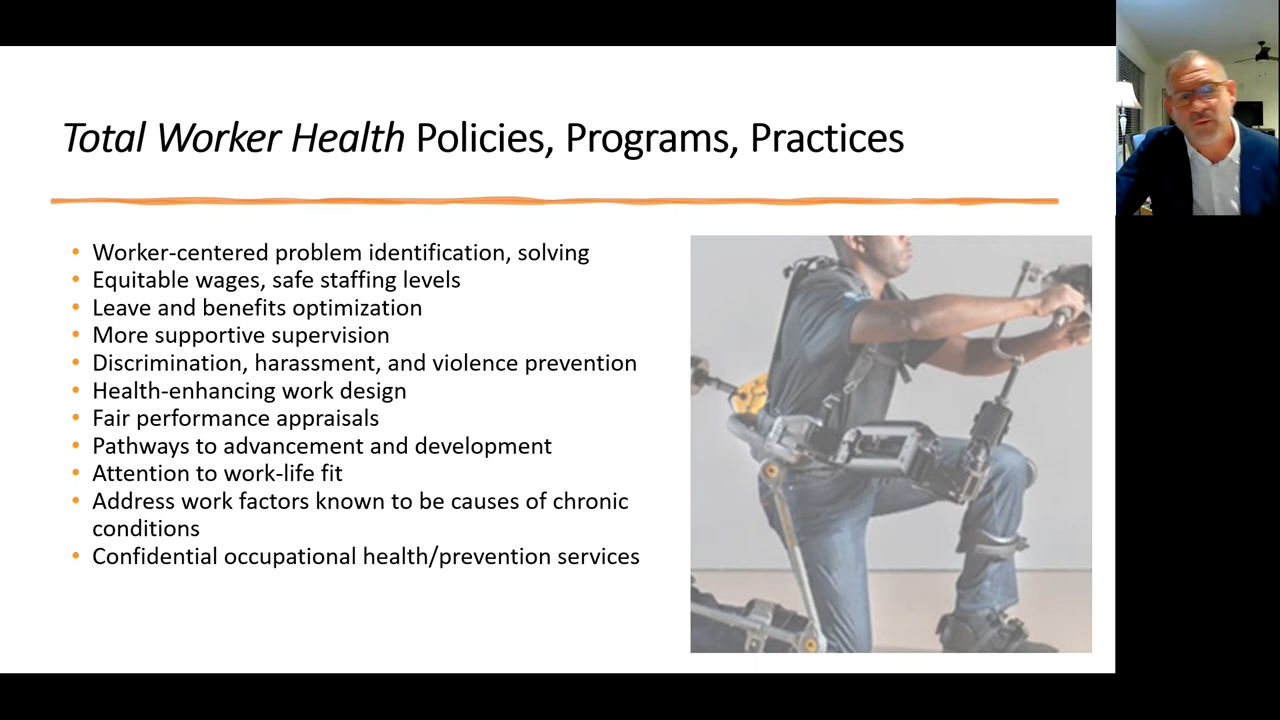 Total Worker Health Policies, Programs, Practices
• Worker-centered problem identification, solving
• Equitable wages, safe staffing levels
• Leave and benefits optimization
• More supportive supervision
• Discrimination, harassment, and violence prevention
• Health-enhancing work design
• Fair performance appraisals
• Pathways to advancement and development
• Attention to work-life fit
• Address work factors known to be causes of chronic
conditions
• Confidential occupational health/prevention services